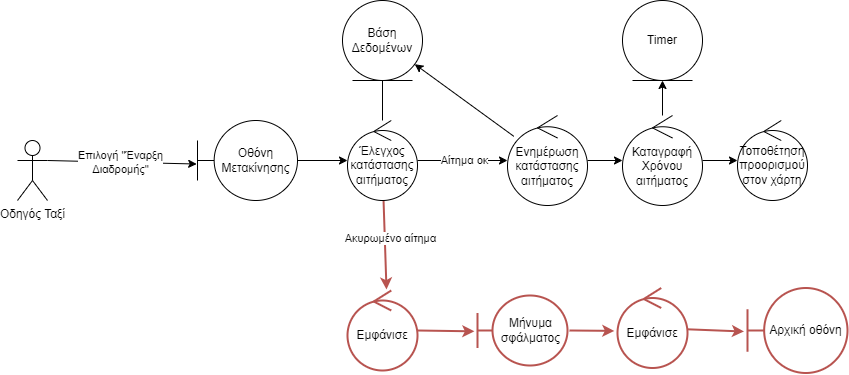 Βάση
Δεδομένων
Timer
Οδηγός Ταξί
Επιλογή "Έναρξη
Διαδρομής"
Οθόνη
Μετακίνησης
Έλεγχος
κατάστασης
αιτήματος
Αίτημα οκ
Ενημέρωση
κατάστασης
αιτήματος
Καταγραφή
Χρόνου
αιτήματος
Τοποθέτηση
προορισμού
στον χάρτη
Ακυρωμένο αίτημα
Εμφάνισε
Μήνυμα
σφάλματος
Εμφάνισε
Αρχική οθόνη